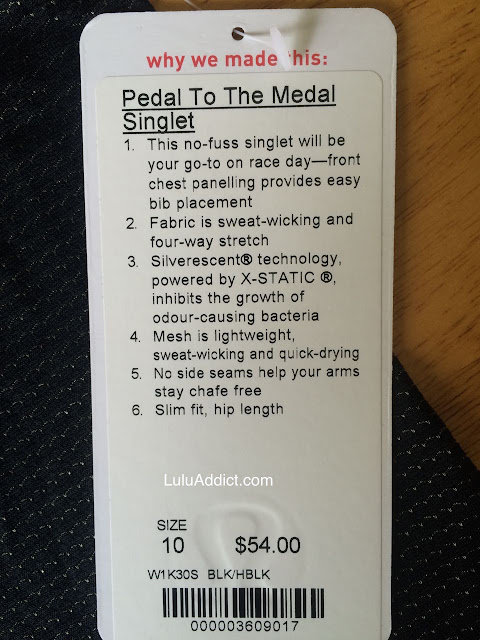 why we made this:
Pedal To The Medal
Singlet
1. This no-fuss singlet will be
your go-to on race day—front
chest panelling provides easy
bib placement
2. Fabric is sweat-wicking and
four-way stretch
3. Silverescent® technology,
powered by X-STATIC ®,
inhibits the growth of
odour-causing bacteria
4. Mesh is lightweight,
sweat-wicking and quick-drying
5. No side seams help your arms
stay chafe free
6. Slim fit, hip length
LuluAddict.com
SIZE
10 $54.00
W1K30S BLK/HBLK
000003609017